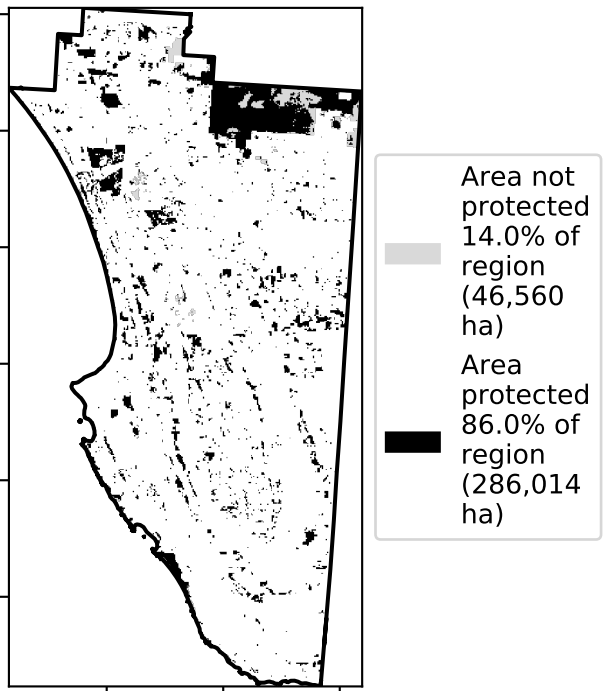 Area not
protected
14.0% of
region
(46,560
ha)
Area
protected
86.0% of
region
(286,014
ha)